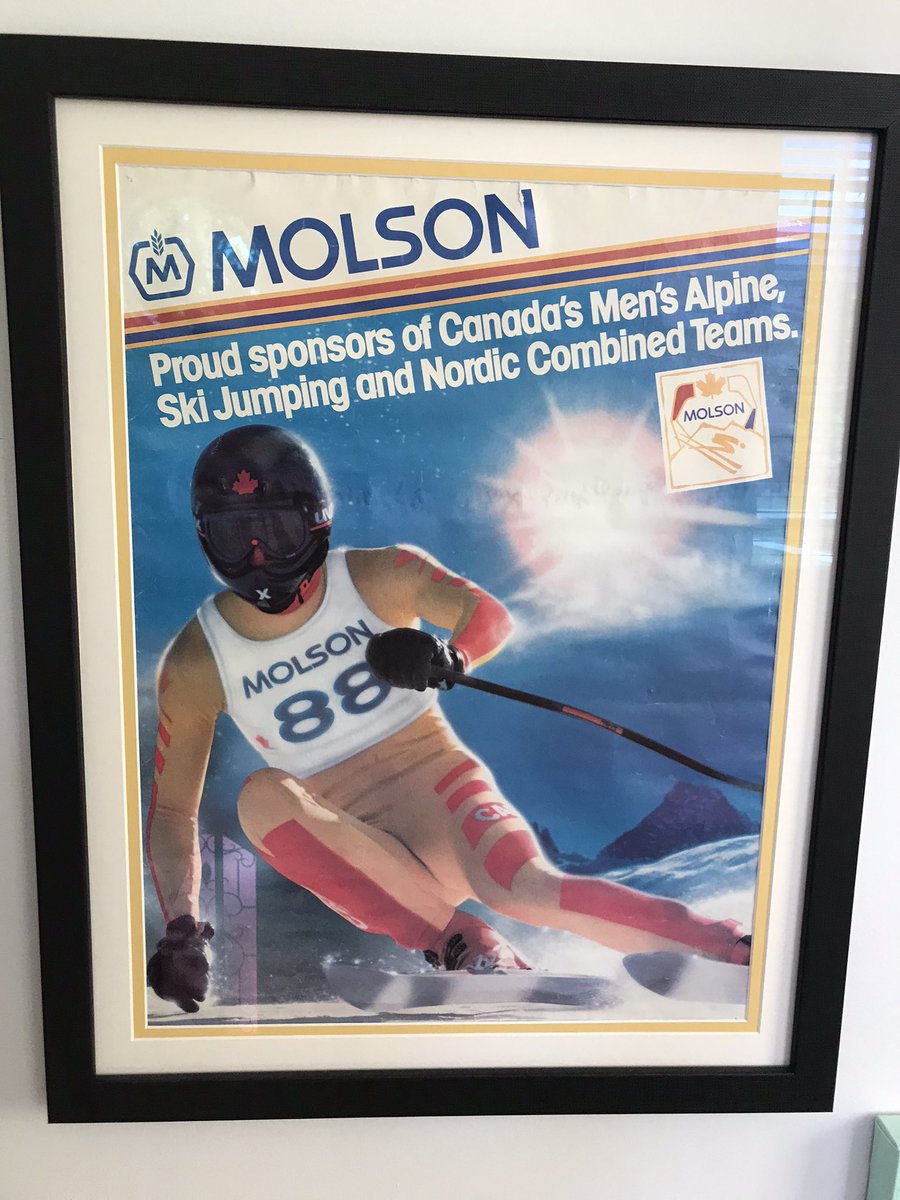 M MOLSON
Proud sponsors of Canada's Men's Alpine,
Ski Jumping and Nordic Combined Teams.
MOLSON
X
MOLSON
88